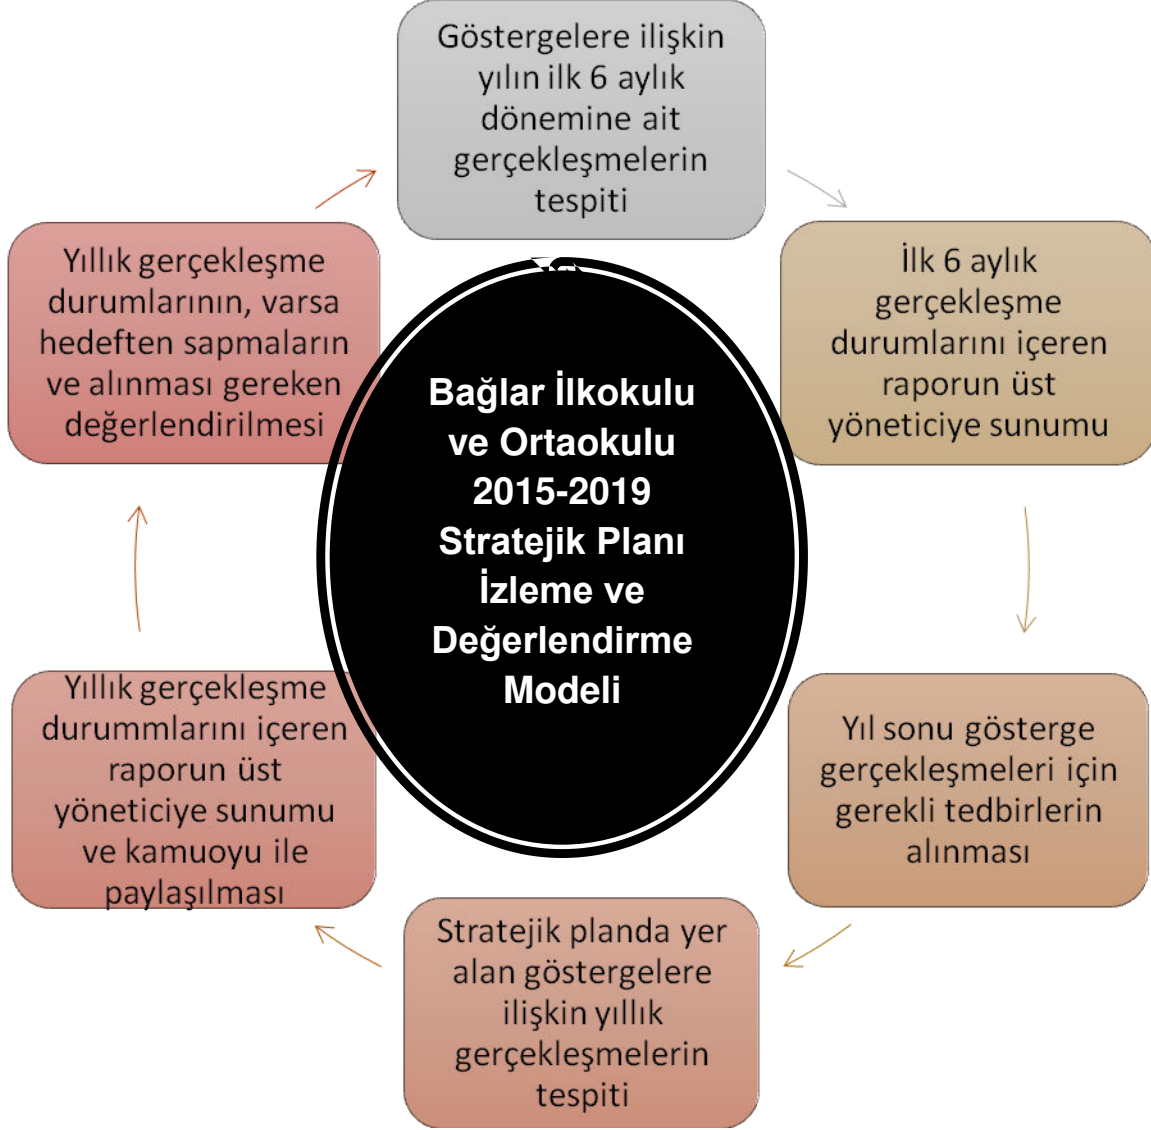 Göstergelere ilişkin
yılın ilk 6 aylık
dönemine ait
gerçekleşmelerin
tespiti
İlk 6 aylık
gerçekleşme
durumlarını içeren
raporun üst
yöneticiye sunumu
Yıl sonu gösterge
gerçekleşmeleri için
gerekli tedbirlerin
alınması
Stratejik planda yer
alan göstergelere
ilişkin yıllık
gerçekleşmelerin
tespiti
Yıllık gerçekleşme
durummlarını içeren
raporun üst
yöneticiye sunumu
ve kamuoyu ile
paylaşılması
Yıllık gerçekleşme
durumlarının, varsa
hedeften sapmaların
ve alınması gereken
değerlendirilmesi
Bağlar İlkokulu
ve Ortaokulu
2015-2019
Stratejik Planı
İzleme ve
Değerlendirme
Modeli